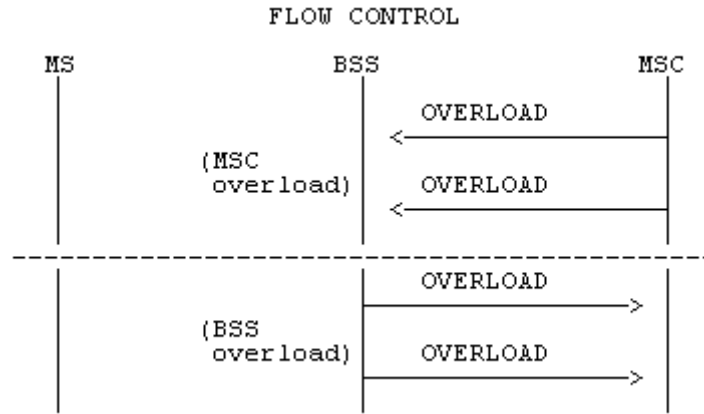 FLOW CONTROL
MS BSS MSC
OVERLOAD
(MSC
overload)
OVERLOAD
OVERLOAD
(BSS
overload)
OVERLOAD